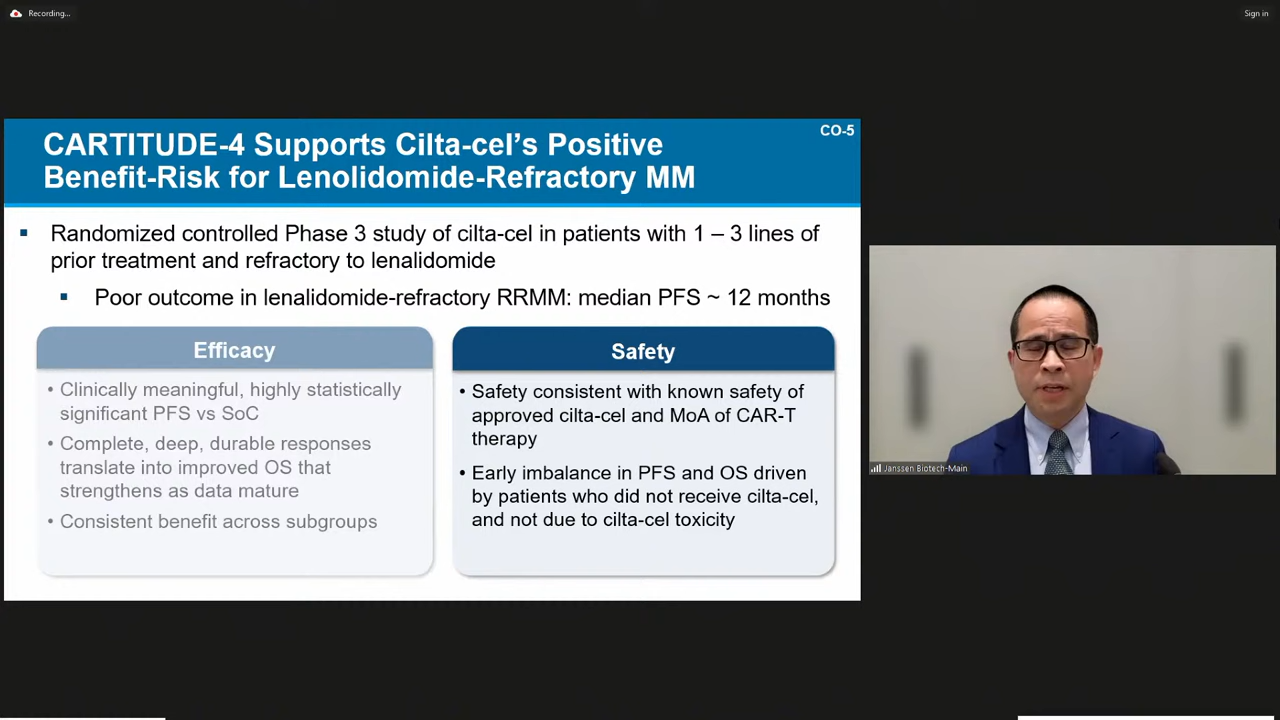 Recording...
Sign in
CO-5
CARTITUDE-4 Supports Cilta-cel's Positive
Benefit-Risk for Lenolidomide-Refractory MM
▪ Randomized controlled Phase 3 study of cilta-cel in patients with 1 – 3 lines of
prior treatment and refractory to lenalidomide
▪ Poor outcome in lenalidomide-refractory RRMM: median PFS ~ 12 months
Efficacy
• Clinically meaningful, highly statistically
significant PFS vs SoC
• Complete, deep, durable responses
translate into improved OS that
strengthens as data mature
• Consistent benefit across subgroups
Safety
• Safety consistent with known safety of
approved cilta-cel and MoA of CAR-T
therapy
• Early imbalance in PFS and OS driven
by patients who did not receive cilta-cel,
and not due to cilta-cel toxicity
Janssen Biotech-Main